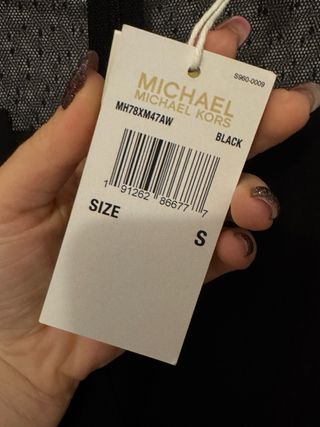 S960-0009
MICHAEL
MICHAEL KORS
MH78XM47AW
BLACK
1 91262 86677 7
SIZE
S